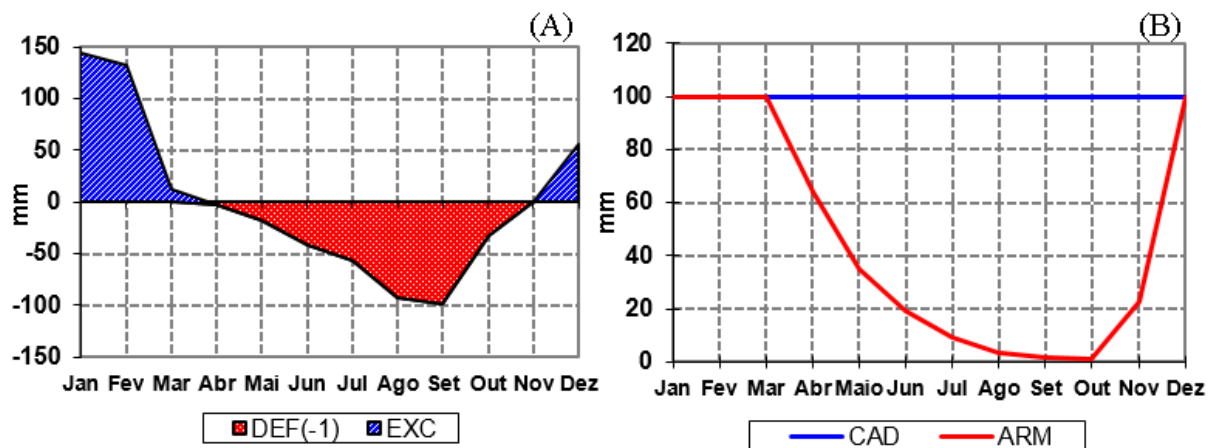 (A)
150
100
50
0
-50
-100
-150
mm
Jan Fev Mar Abr Mai Jun Jul Ago Set Out Nov Dez
DEF(-1) EXC
(B)
120
100
80
60
40
20
0
mm
Jan Fev Mar Abr Maio Jun Jul Ago Set Out Nov Dez
CAD ARM